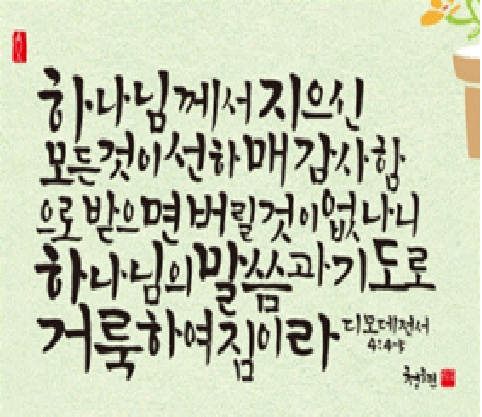 하나님께서 지으신
모든것이 선하매 감사함
으로 받으면 버릴것이 없나니
하나님의 말씀과 기도로
거룩하여짐이라
디모데전서
4:4